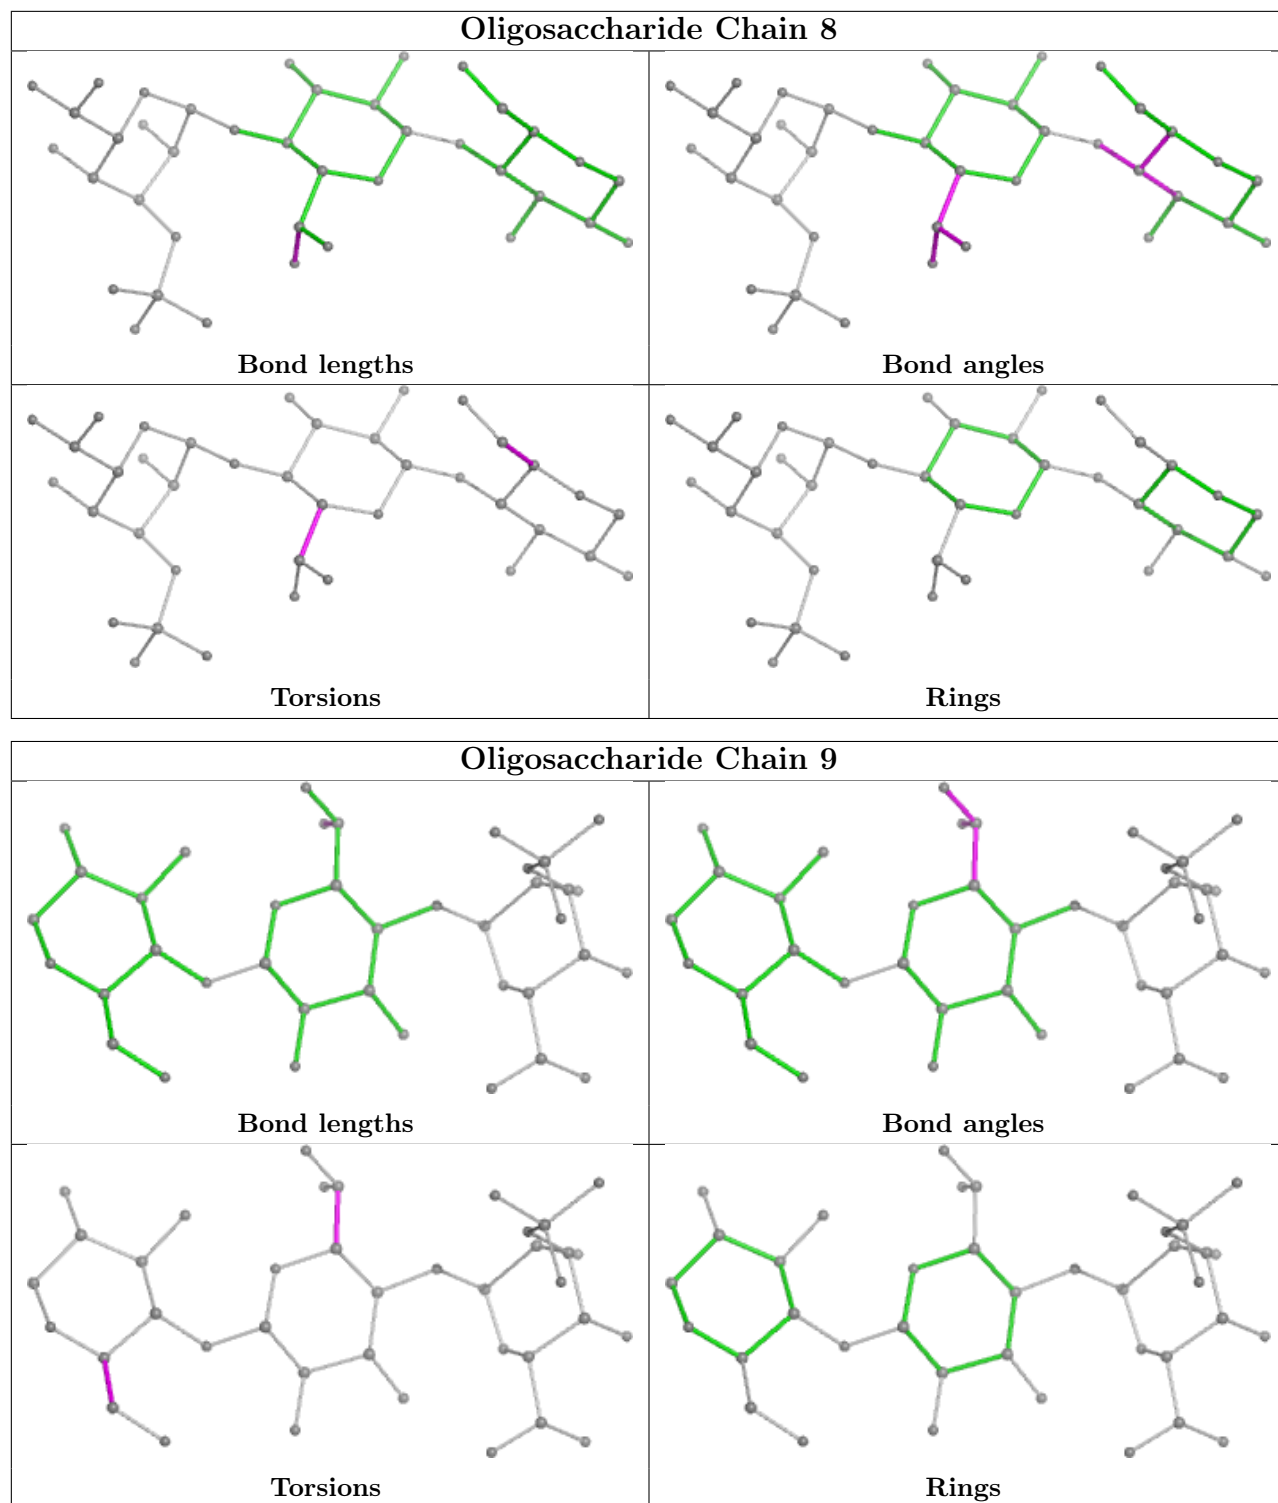 Oligosaccharide Chain 8
Bond lengths
Bond angles
Torsions
Rings
Oligosaccharide Chain 9
Bond lengths
Bond angles
Torsions
Rings